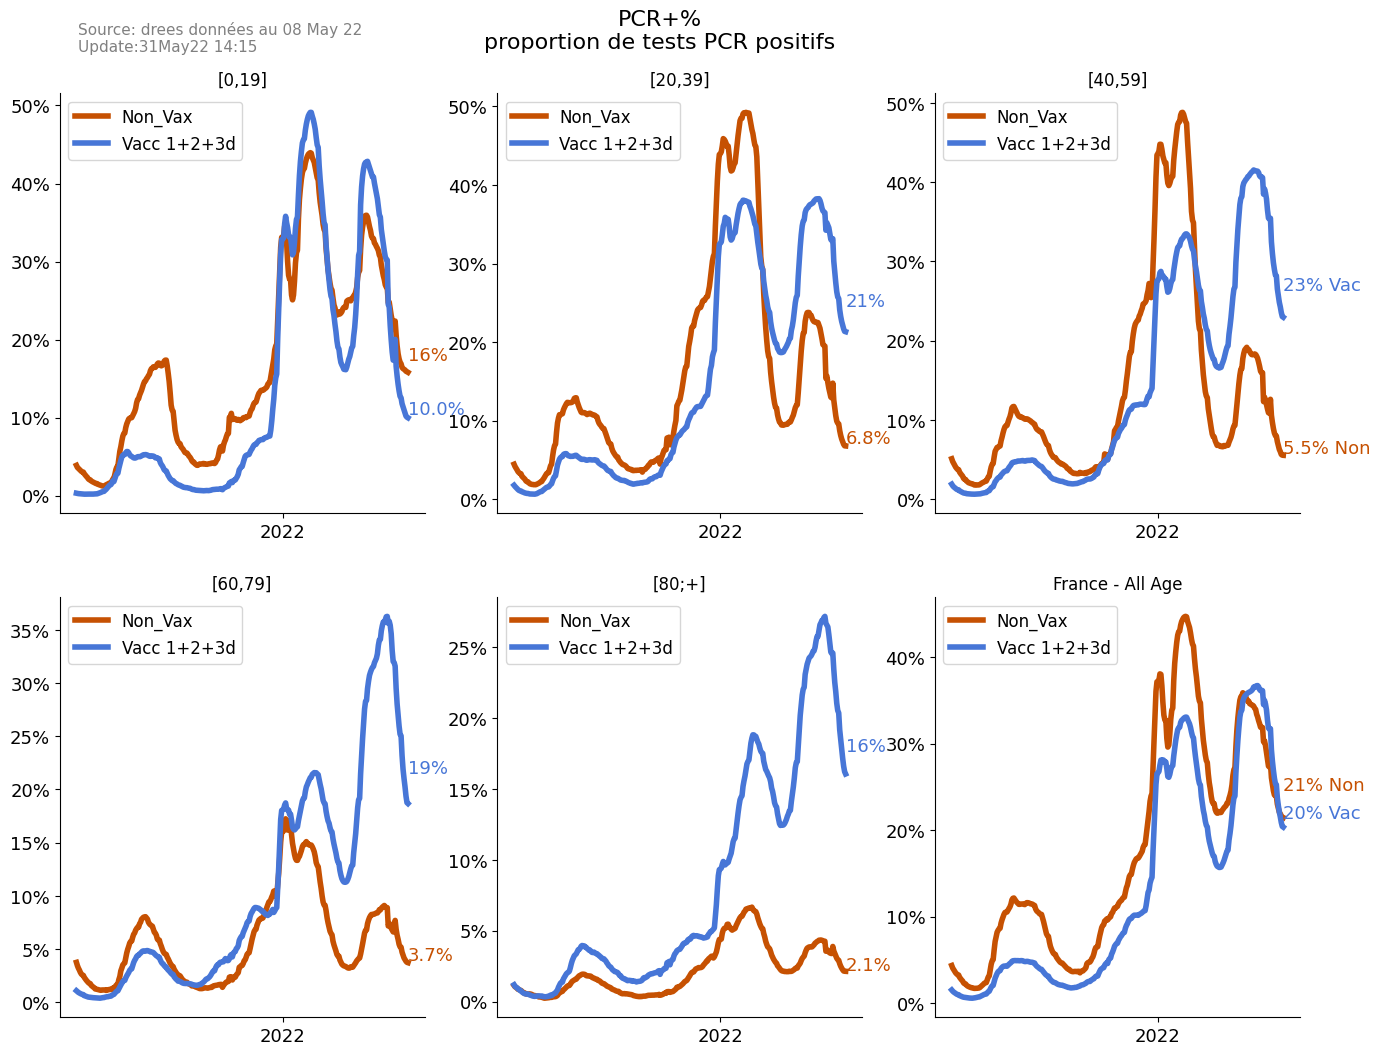 Source: drees données au 08 May 22
Update:31May22 14:15
PCR+%
proportion de tests PCR positifs
[0,19]
50%
40%
30%
20%
10%
0%
Non_Vax
Vacc 1+2+3d
16%
10.0%
2022
[20,39]
50%
40%
30%
20%
10%
0%
Non_Vax
Vacc 1+2+3d
21%
6.8%
2022
[40,59]
50%
40%
30%
20%
10%
0%
Non_Vax
Vacc 1+2+3d
23% Vac
5.5% Non
2022
[60,79]
35%
30%
25%
20%
15%
10%
5%
0%
Non_Vax
Vacc 1+2+3d
19%
3.7%
2022
[80;+]
25%
20%
15%
10%
5%
0%
Non_Vax
Vacc 1+2+3d
16%
2.1%
2022
France - All Age
40%
30%
20%
10%
0%
Non_Vax
Vacc 1+2+3d
21% Non
20% Vac
2022